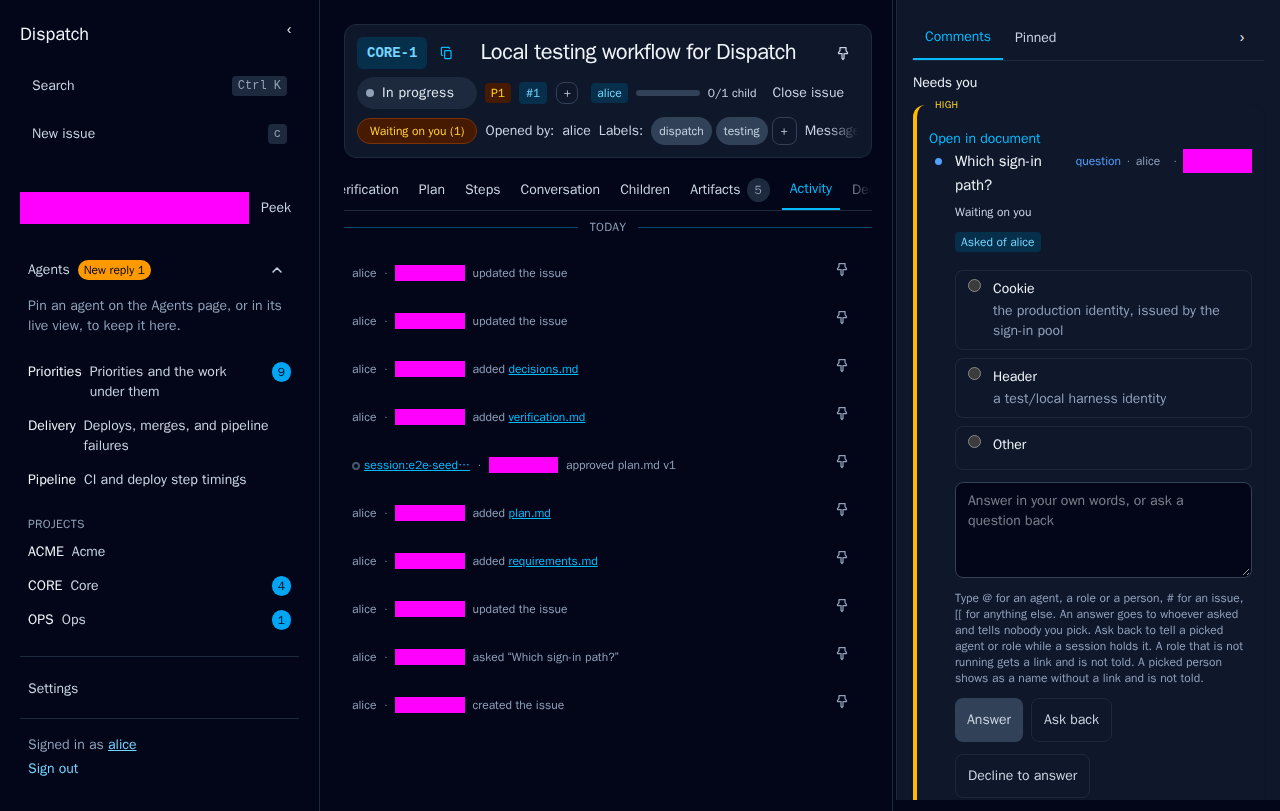 Dispatch
Search Ctrl K
New issue C
Peek
Agents New reply 1
Pin an agent on the Agents page, or in its
live view, to keep it here.
Priorities Priorities and the work 9
under them
Delivery Deploys, merges, and pipeline
failures
Pipeline CI and deploy step timings
PROJECTS
ACME Acme
CORE Core 4
OPS Ops 1
Settings
Signed in as alice
Sign out
CORE-1 Local testing workflow for Dispatch
In progress P1 #1 + alice 0/1 child Close issue
Waiting on you (1) Opened by: alice Labels: dispatch testing + Message
erification Plan Steps Conversation Children Artifacts 5 Activity De
TODAY
alice · updated the issue
alice · updated the issue
alice · added decisions.md
alice · added verification.md
session:e2e-seed… · approved plan.md v1
alice · added plan.md
alice · added requirements.md
alice · updated the issue
alice · asked “Which sign-in path?”
alice · created the issue
Comments Pinned
Needs you
HIGH
Open in document
Which sign-in question · alice ·
path?
Waiting on you
Asked of alice
Cookie
the production identity, issued by the
sign-in pool
Header
a test/local harness identity
Other
Answer in your own words, or ask a
question back
Type @ for an agent, a role or a person, # for an issue,
[[ for anything else. An answer goes to whoever asked
and tells nobody you pick. Ask back to tell a picked
agent or role while a session holds it. A role that is not
running gets a link and is not told. A picked person
shows as a name without a link and is not told.
Answer Ask back
Decline to answer